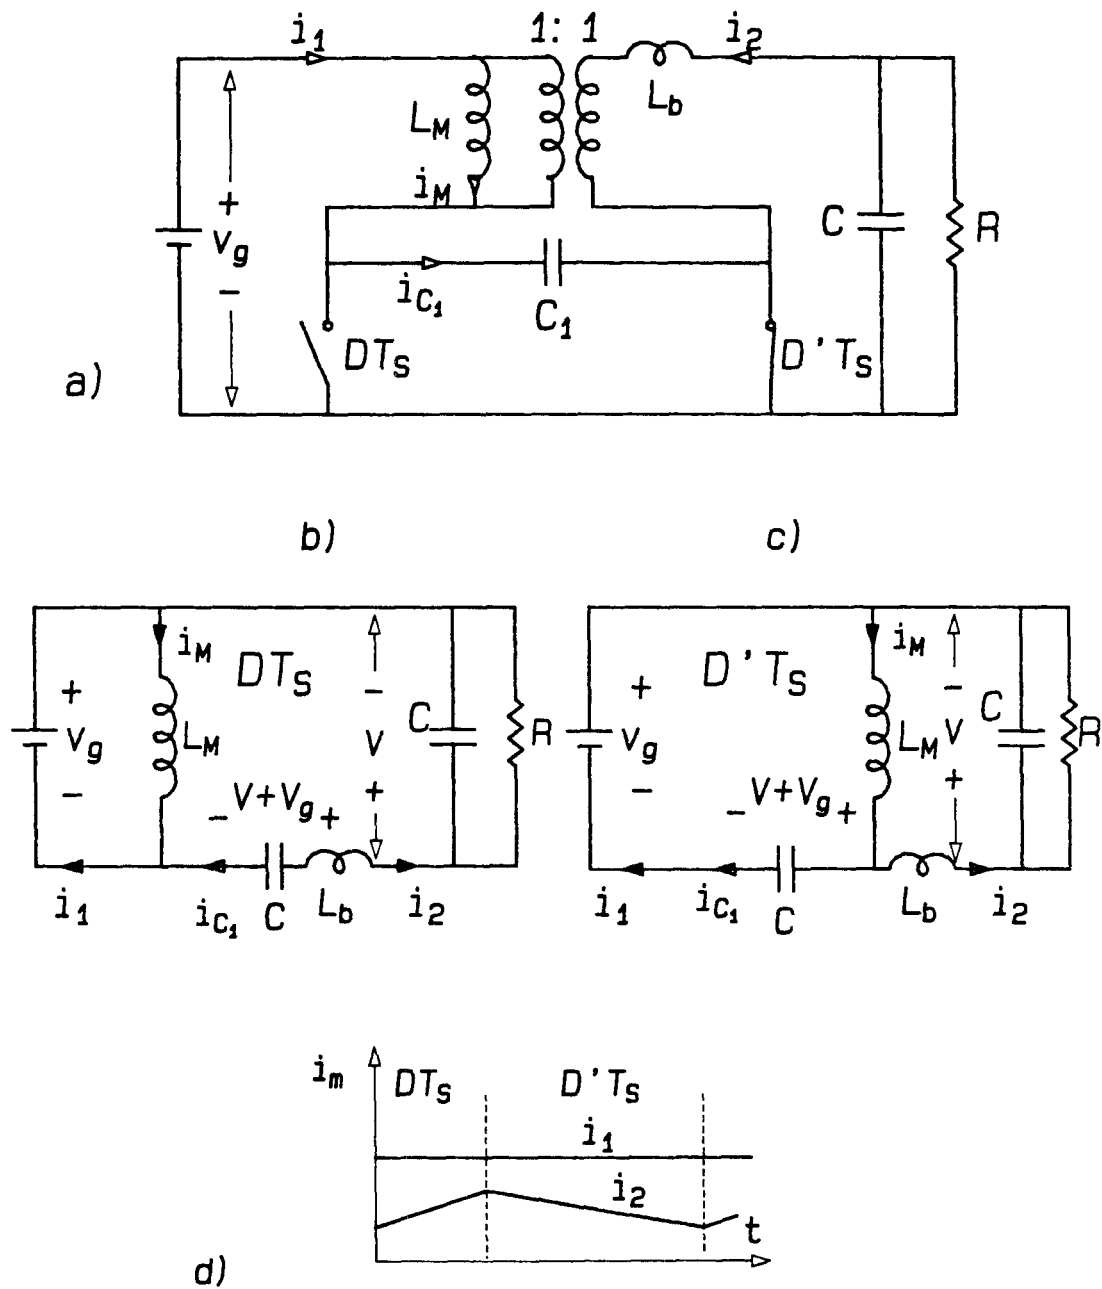 i1 1:1 i2
Lb
LM
iM
+
vg
−
C R
iC1
C1
DTS D'TS
a)
b) c)
iM
DTS
+
vg
−
LM
−
V
+
C R
− V+Vg +
i1 iC1 C Lb i2
iM
D'TS
+
vg
−
LM
−
V
+
C R
− V+Vg +
i1 iC1 C Lb i2
im DTS D'TS
i1
i2
t
d)